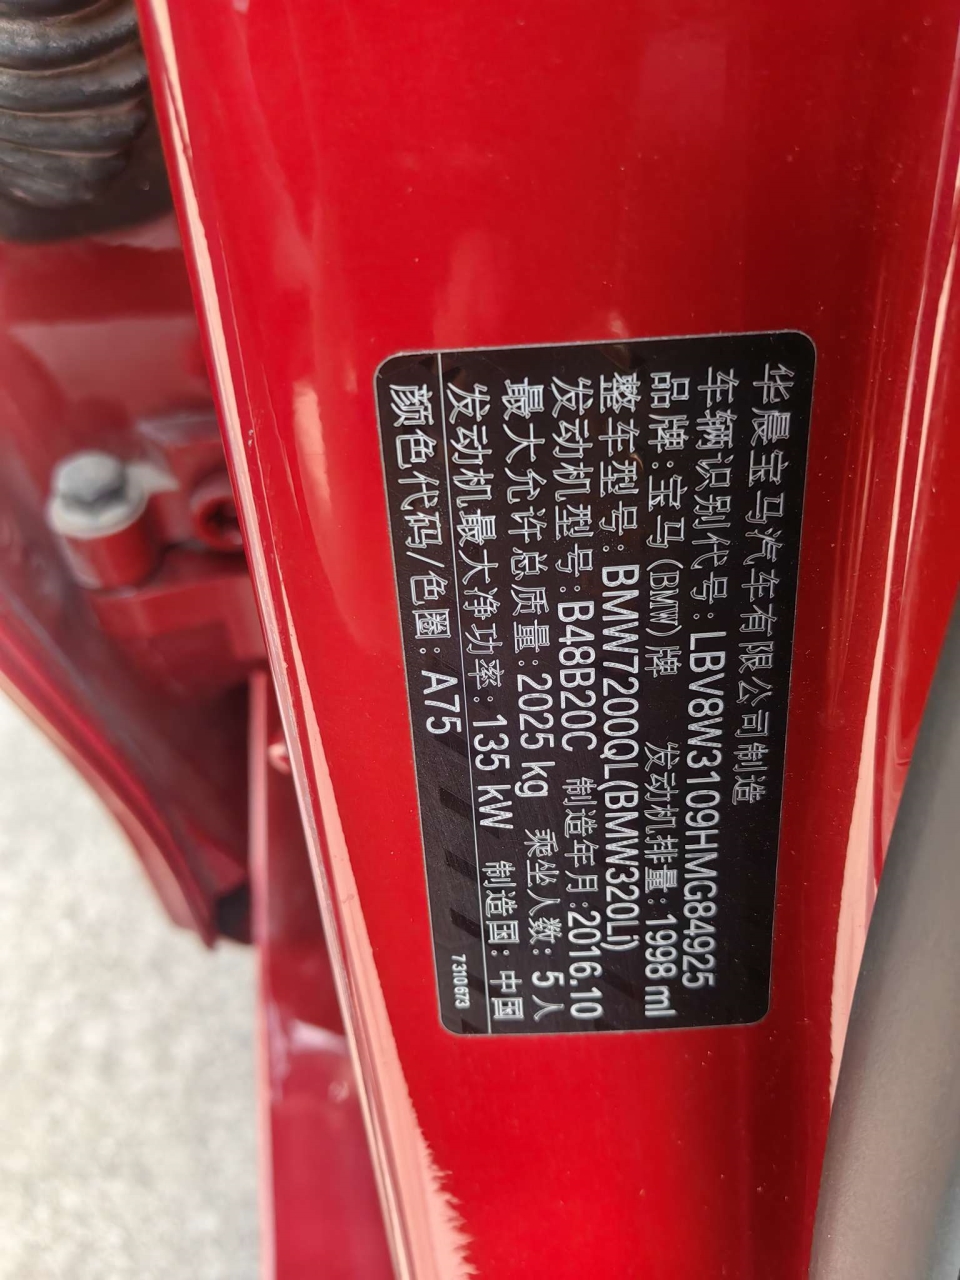 华晨宝马汽车有限公司制造
车辆识别代号：LBV8W3109HMG84925
品牌：宝马(BMW)牌 发动机排量：1998 ml
整车型号：BMW7200QL(BMW320Li)
发动机型号：B48B20C 制造年月：2016.10
最大允许总质量：2025 kg 乘坐人数：5人
发动机最大净功率：135 kW 制造国：中国
颜色代码/色圈：A75 7310673